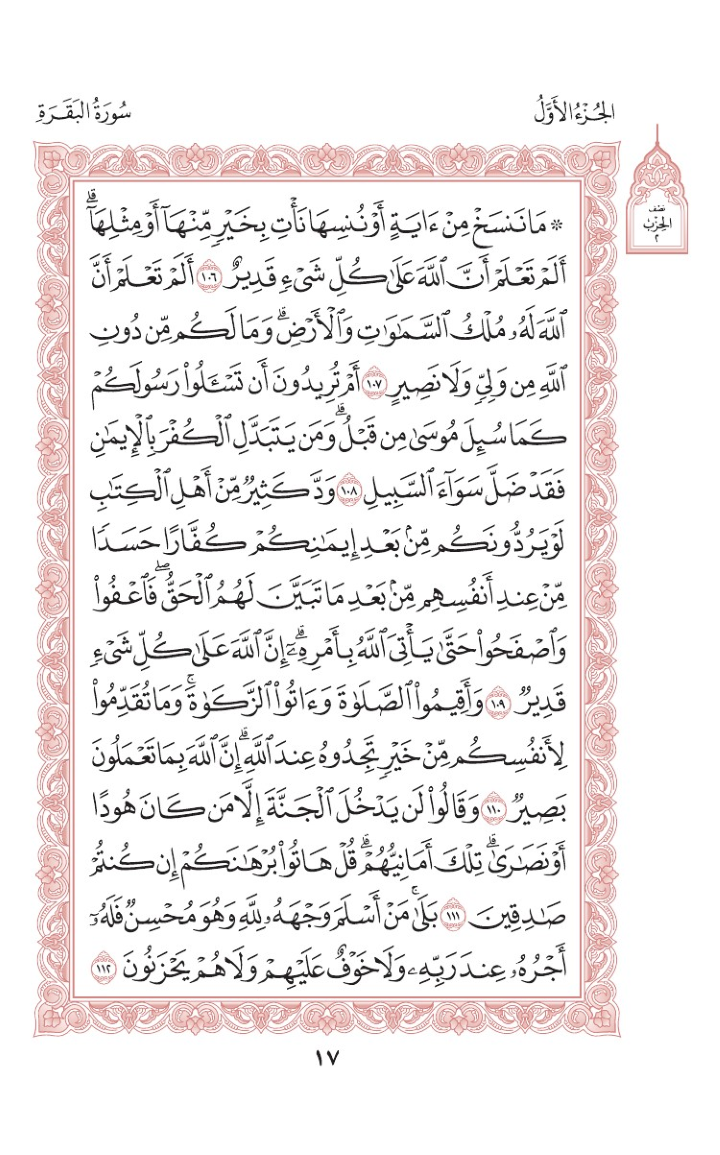 الجُزْءُ الأَوَّلُ
سُورَةُ البَقَرَةِ
نصف
الحِزْب
٢
۞ مَا نَنسَخْ مِنْ ءَايَةٍ أَوْ نُنسِهَا نَأْتِ بِخَيْرٍ مِّنْهَآ أَوْ مِثْلِهَآۗ
أَلَمْ تَعْلَمْ أَنَّ ٱللَّهَ عَلَىٰ كُلِّ شَىْءٍ قَدِيرٌ ١٠٦ أَلَمْ تَعْلَمْ أَنَّ
ٱللَّهَ لَهُۥ مُلْكُ ٱلسَّمَٰوَٰتِ وَٱلْأَرْضِۗ وَمَا لَكُم مِّن دُونِ
ٱللَّهِ مِن وَلِىٍّ وَلَا نَصِيرٍ ١٠٧ أَمْ تُرِيدُونَ أَن تَسْـَٔلُوا۟ رَسُولَكُمْ
كَمَا سُئِلَ مُوسَىٰ مِن قَبْلُۗ وَمَن يَتَبَدَّلِ ٱلْكُفْرَ بِٱلْإِيمَٰنِ
فَقَدْ ضَلَّ سَوَآءَ ٱلسَّبِيلِ ١٠٨ وَدَّ كَثِيرٌ مِّنْ أَهْلِ ٱلْكِتَٰبِ
لَوْ يَرُدُّونَكُم مِّنۢ بَعْدِ إِيمَٰنِكُمْ كُفَّارًا حَسَدًا
مِّنْ عِندِ أَنفُسِهِم مِّنۢ بَعْدِ مَا تَبَيَّنَ لَهُمُ ٱلْحَقُّۖ فَٱعْفُوا۟
وَٱصْفَحُوا۟ حَتَّىٰ يَأْتِىَ ٱللَّهُ بِأَمْرِهِۦٓۗ إِنَّ ٱللَّهَ عَلَىٰ كُلِّ شَىْءٍ
قَدِيرٌ ١٠٩ وَأَقِيمُوا۟ ٱلصَّلَوٰةَ وَءَاتُوا۟ ٱلزَّكَوٰةَۚ وَمَا تُقَدِّمُوا۟
لِأَنفُسِكُم مِّنْ خَيْرٍ تَجِدُوهُ عِندَ ٱللَّهِۗ إِنَّ ٱللَّهَ بِمَا تَعْمَلُونَ
بَصِيرٌ ١١٠ وَقَالُوا۟ لَن يَدْخُلَ ٱلْجَنَّةَ إِلَّا مَن كَانَ هُودًا
أَوْ نَصَٰرَىٰۗ تِلْكَ أَمَانِيُّهُمْۗ قُلْ هَاتُوا۟ بُرْهَٰنَكُمْ إِن كُنتُمْ
صَٰدِقِينَ ١١١ بَلَىٰۚ مَنْ أَسْلَمَ وَجْهَهُۥ لِلَّهِ وَهُوَ مُحْسِنٌ فَلَهُۥٓ
أَجْرُهُۥ عِندَ رَبِّهِۦ وَلَا خَوْفٌ عَلَيْهِمْ وَلَا هُمْ يَحْزَنُونَ ١١٢
١٧